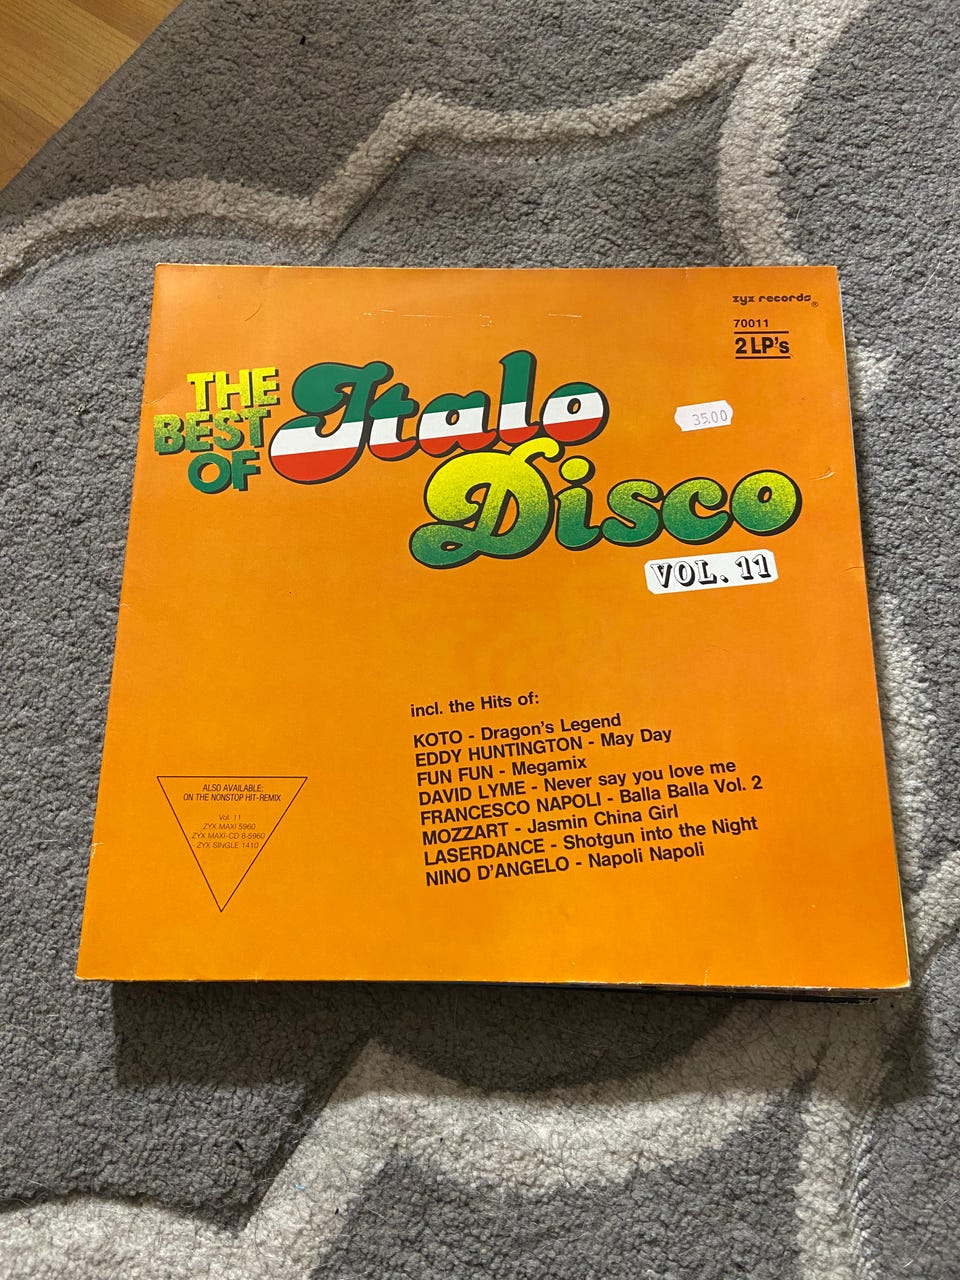 zyx records®
70011
2 LP's
THE
BEST
OF
Italo
Disco
35.00
VOL. 11
incl. the Hits of:
KOTO - Dragon's Legend
EDDY HUNTINGTON - May Day
FUN FUN - Megamix
DAVID LYME - Never say you love me
FRANCESCO NAPOLI - Balla Balla Vol. 2
MOZZART - Jasmin China Girl
LASERDANCE - Shotgun into the Night
NINO D'ANGELO - Napoli Napoli
ALSO AVAILABLE:
ON THE NONSTOP HIT-REMIX
Vol. 11
ZYX MAXI 5960
ZYX MAXI-CD 8-5960
ZYX SINGLE 1410